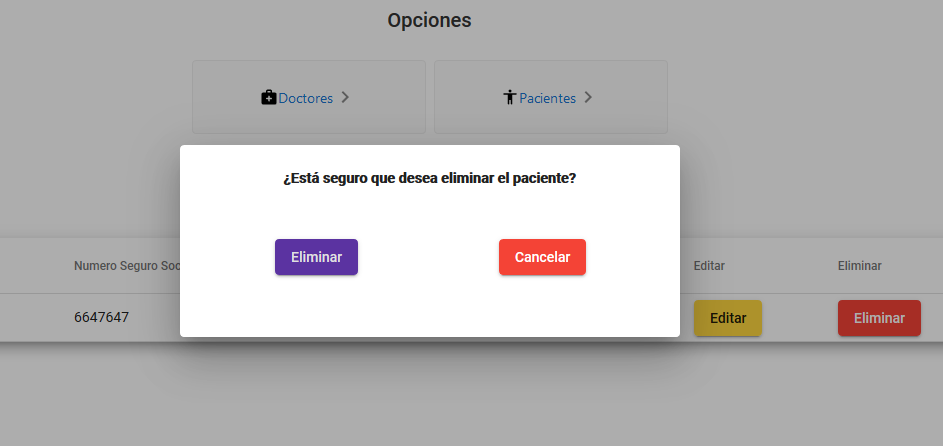 Opciones
Doctores
Pacientes
¿Está seguro que desea eliminar el paciente?
Eliminar
Cancelar
Numero Seguro
Editar
Eliminar
6647647
Editar
Eliminar